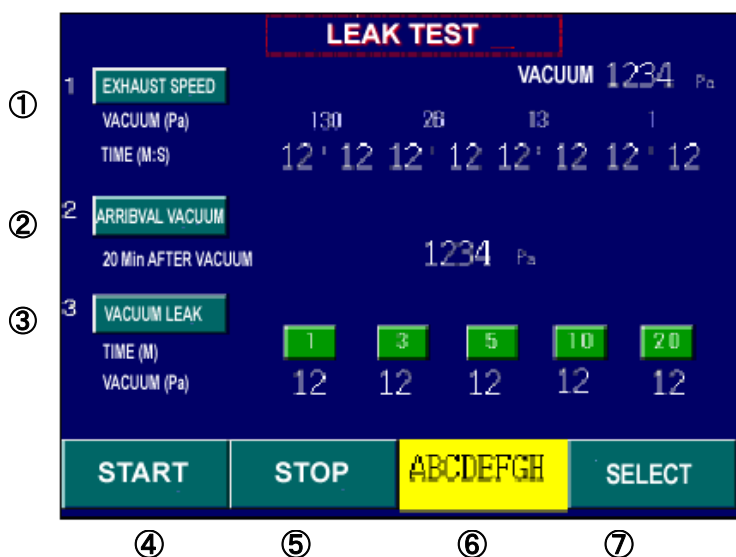 LEAK TEST
VACUUM 1234 Pa
① 1 EXHAUST SPEED
VACUUM (Pa) 130 26 13 1
TIME (M:S) 12:12 12:12 12:12 12:12
② 2 ARRIBVAL VACUUM
20 Min AFTER VACUUM 1234 Pa
③ 3 VACUUM LEAK
TIME (M) 1 3 5 10 20
VACUUM (Pa) 12 12 12 12 12
START STOP ABCDEFGH SELECT
④ ⑤ ⑥ ⑦